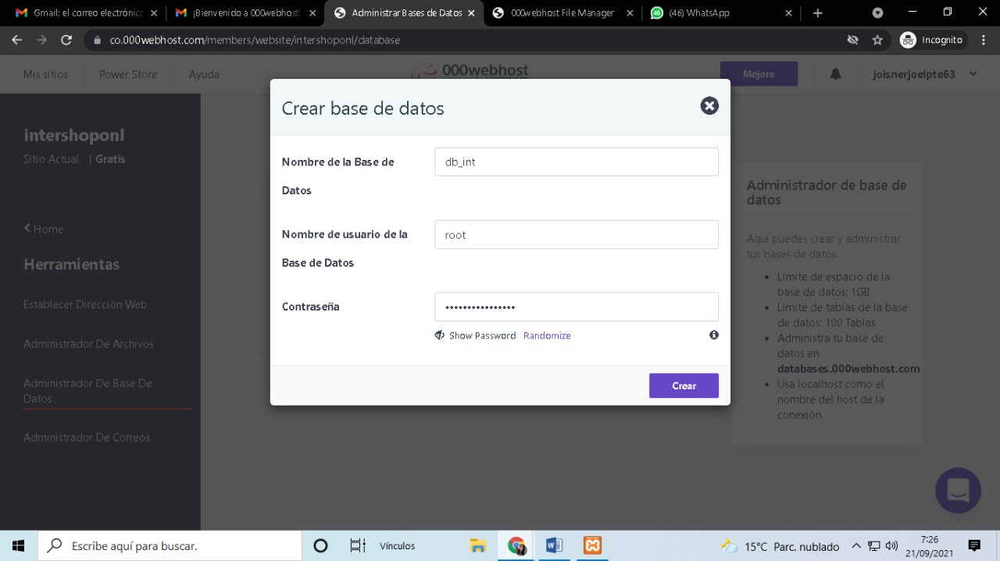 Gmail: el correo electrónic
¡Bienvenido a 000webhost!
Administrar Bases de Datos
000webhost File Manager
(46) WhatsApp
co.000webhost.com/members/website/intershoponl/database
Incognito
Mis sitios
Power Store
Ayuda
000webhost
Mejora
joisnerjoelpte63
intershoponl
Sitio Actual | Gratis
Home
Herramientas
Establecer Dirección Web
Administrador De Archivos
Administrador De Base De
Datos
Administrador De Correos
Crear base de datos
Nombre de la Base de
Datos
db_int
Nombre de usuario de la
Base de Datos
root
Contraseña
••••••••••••••••
Show Password Randomize
Crear
Administrador de base de
datos
Aquí puedes crear y administrar
tus bases de datos.
• Límite de espacio de la
base de datos: 1GB
• Límite de tablas de la base
de datos: 100 Tablas
• Administra tu base de
datos en
databases.000webhost.com
• Usa localhost como el
nombre del host de la
conexión.
Escribe aquí para buscar.
Vínculos
15°C Parc. nublado
7:26
21/09/2021